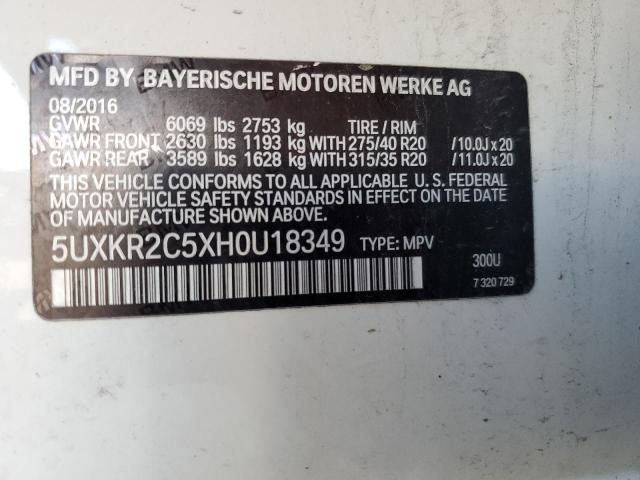 MFD BY BAYERISCHE MOTOREN WERKE AG
08/2016
GVWR 6069 lbs 2753 kg TIRE / RIM
GAWR FRONT 2630 lbs 1193 kg WITH 275/40 R20 /10.0J x 20
GAWR REAR 3589 lbs 1628 kg WITH 315/35 R20 /11.0J x 20
THIS VEHICLE CONFORMS TO ALL APPLICABLE U.S. FEDERAL
MOTOR VEHICLE SAFETY STANDARDS IN EFFECT ON THE DATE
OF MANUFACTURE SHOWN ABOVE
5UXKR2C5XH0U18349 TYPE: MPV
300U
7 320 729